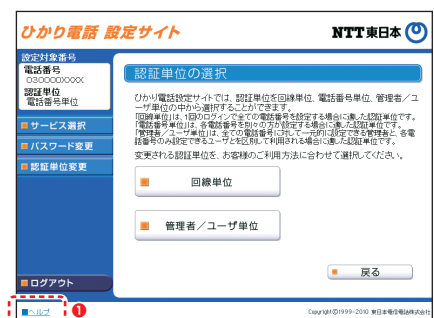 ひかり電話 設定サイト
NTT東日本
設定対象番号
電話番号
030000XXXX
認証単位
電話番号単位
サービス選択
パスワード変更
認証単位変更
ログアウト
認証単位の選択
ひかり電話設定サイトでは、認証単位を回線単位、電話番号単位、管理者／ユ
ーザ単位の中から選択することができます。
「回線単位」は、1回のログインで全ての電話番号を設定する場合に適した認証単位です。
「電話番号単位」は、各電話番号を別々の方が設定する場合に適した認証単位です。
「管理者／ユーザ単位」は、全ての電話番号に対して一元的に設定できる管理者と、各電
話番号のみ設定できるユーザとを区別して利用される場合に適した認証単位です。
変更される認証単位を、お客様のご利用方法に合わせて選択してください。
回線単位
管理者／ユーザ単位
戻る
ヘルプ
1
Copyright©1999-2010 東日本電信電話株式会社